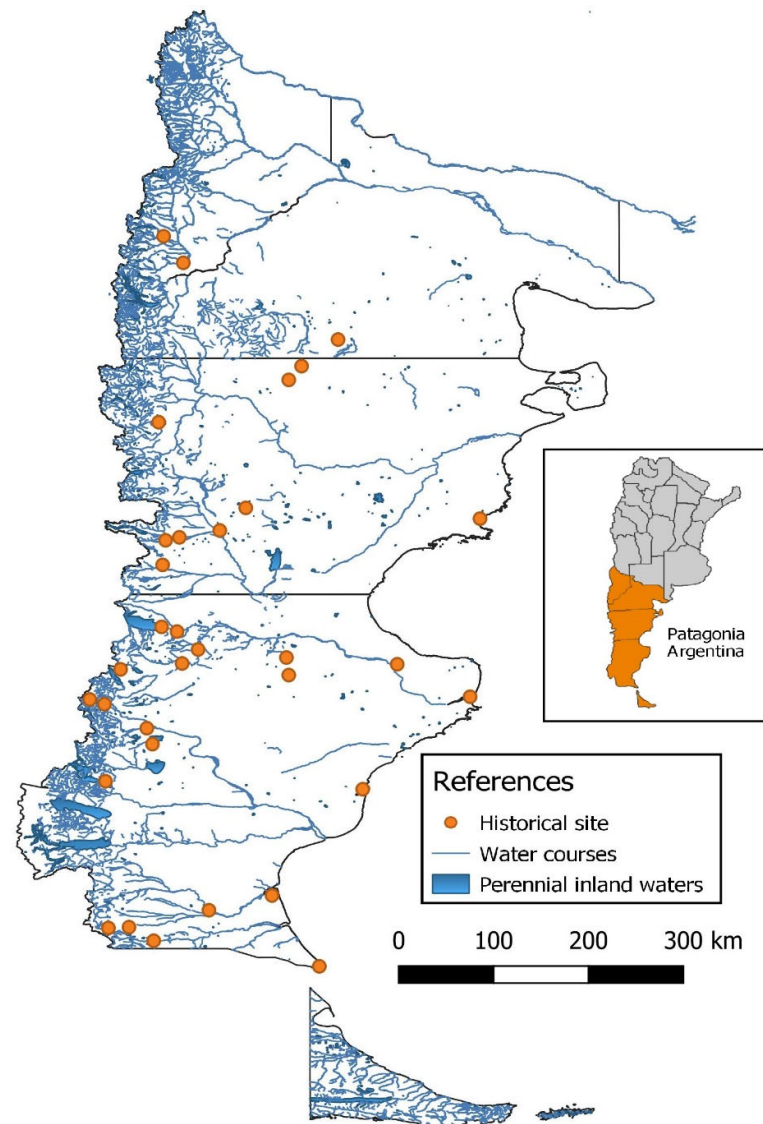 Patagonia
Argentina
References
Historical site
Water courses
Perennial inland waters
0 100 200 300 km